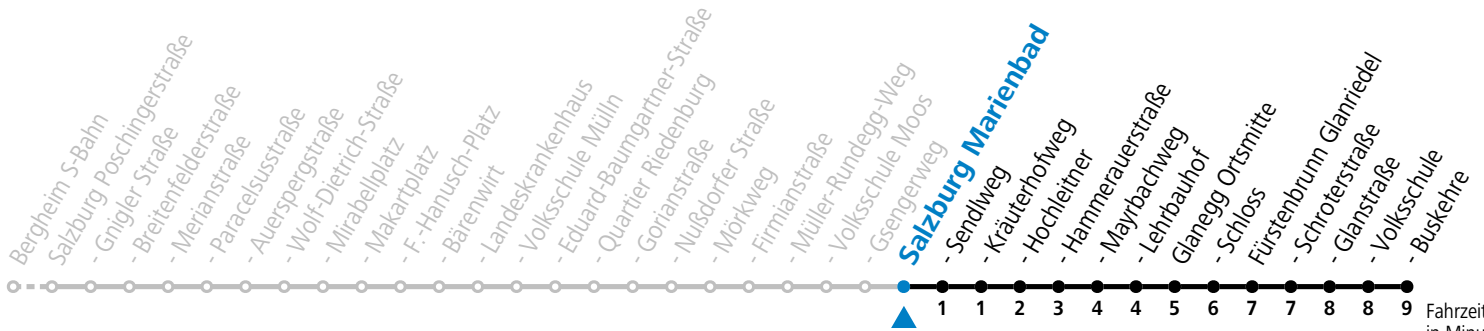 Bergheim S-Bahn
Salzburg Poschingerstraße
- Gnigler Straße
- Breitenfelderstraße
- Merianstraße
- Paracelsusstraße
- Auerspergstraße
- Wolf-Dietrich-Straße
- Mirabellplatz
- Makartplatz
- F.-Hanusch-Platz
- Bärenwirt
- Landeskrankenhaus
- Volksschule Mülln
- Eduard-Baumgartner-Straße
- Quartier Riedenburg
- Gorianstraße
- Nußdorfer Straße
- Mörkweg
- Firmianstraße
- Müller-Rundegg-Weg
- Volksschule Moos
- Gsengerweg
Salzburg Marienbad
- Sendlweg
- Kräuterhofweg
- Hochleitner
- Hammerauerstraße
- Mayrbachweg
- Lehrbauhof
Glanegg Ortsmitte
- Schloss
Fürstenbrunn Glanriedel
- Schroterstraße
- Glanstraße
- Volksschule
- Buskehre
1 1 2 3 4 4 5 6 7 7 8 8 9 Fahrzeit